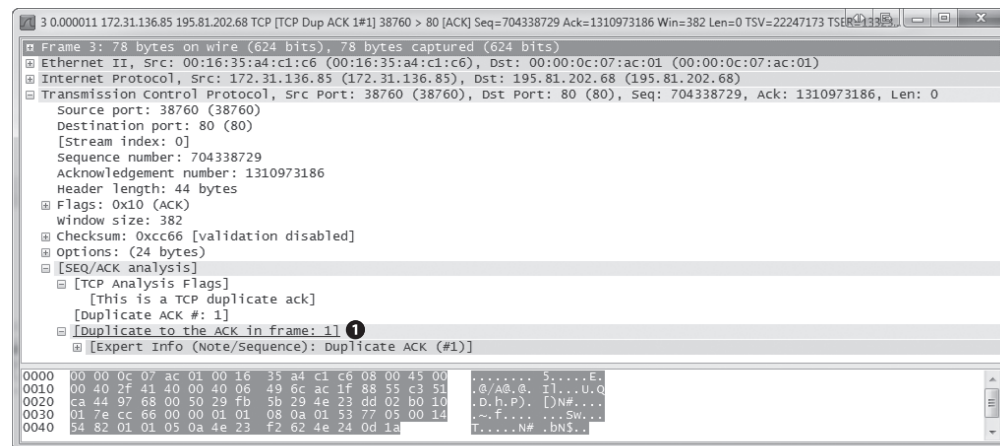 3 0.000011 172.31.136.85 195.81.202.68 TCP [TCP Dup ACK 1#1] 38760 > 80 [ACK] Seq=704338729 Ack=1310973186 Win=382 Len=0 TSV=22247173
Frame 3: 78 bytes on wire (624 bits), 78 bytes captured (624 bits)
Ethernet II, Src: 00:16:35:a4:c1:c6 (00:16:35:a4:c1:c6), Dst: 00:00:0c:07:ac:01 (00:00:0c:07:ac:01)
Internet Protocol, Src: 172.31.136.85 (172.31.136.85), Dst: 195.81.202.68 (195.81.202.68)
Transmission Control Protocol, Src Port: 38760 (38760), Dst Port: 80 (80), Seq: 704338729, Ack: 1310973186, Len: 0
Source port: 38760 (38760)
Destination port: 80 (80)
[Stream index: 0]
Sequence number: 704338729
Acknowledgement number: 1310973186
Header length: 44 bytes
Flags: 0x10 (ACK)
Window size: 382
Checksum: 0xcc66 [validation disabled]
Options: (24 bytes)
[SEQ/ACK analysis]
[TCP Analysis Flags]
[This is a TCP duplicate ack]
[Duplicate ACK #: 1]
[Duplicate to the ACK in frame: 1] ❶
[Expert Info (Note/Sequence): Duplicate ACK (#1)]
0000 00 00 0c 07 ac 01 00 16 35 a4 c1 c6 08 00 45 00 ........ 5.....E.
0010 00 40 2f 41 40 00 40 06 49 6c ac 1f 88 55 c3 51 .@/A@.@. Il...U.Q
0020 ca 44 97 68 00 50 29 fb 5b 29 4e 23 dd 02 b0 10 .D.h.P). [)N#....
0030 01 7e cc 66 00 00 01 01 08 0a 01 53 77 05 00 14 .~.f.... ...Sw...
0040 54 82 01 01 05 0a 4e 23 f2 62 4e 24 0d 1a T.....N# .bN$..